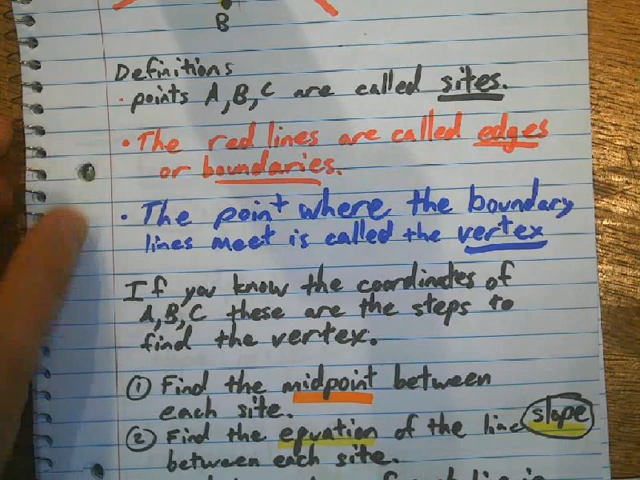 B
Definitions
• points A, B, C are called sites.
• The red lines are called edges
or boundaries.
• The point where the boundary
lines meet is called the vertex
If you know the coordinates of
A, B, C these are the steps to
find the vertex.
① Find the midpoint between
each site.
② Find the equation of the line slope
between each site.